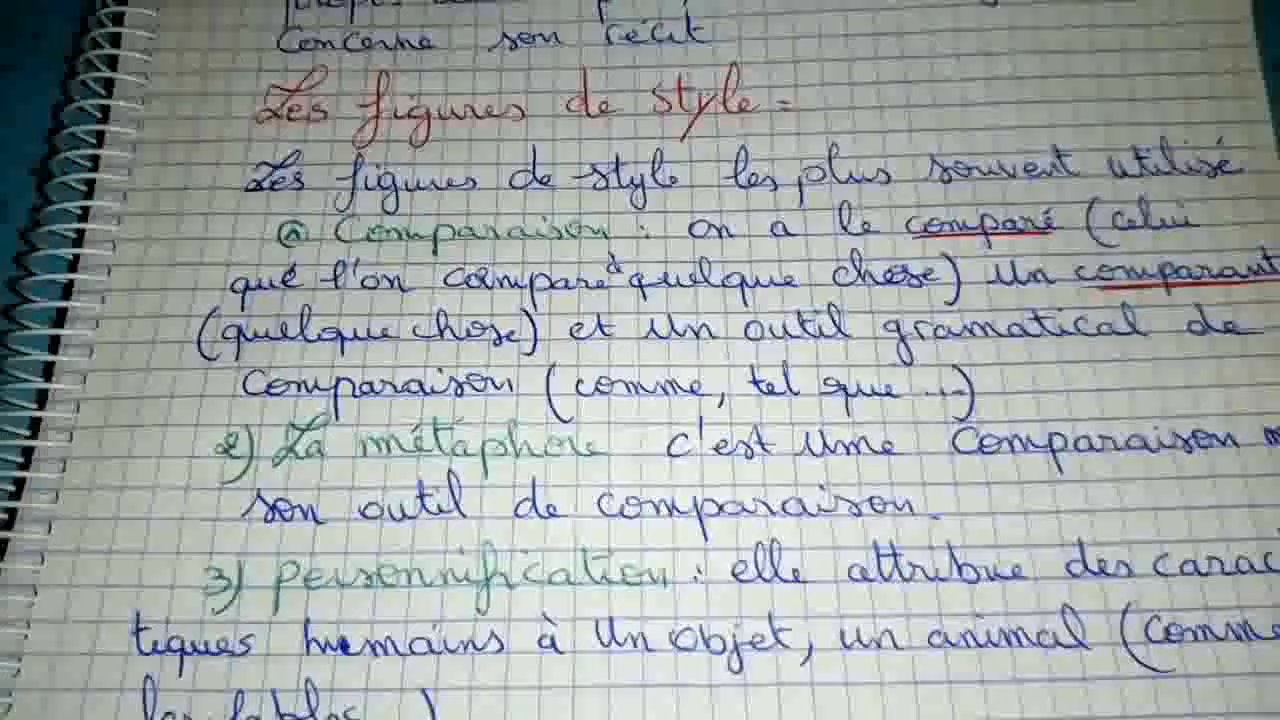 Concerne son récit
Les figures de style =
Les figures de style les plus souvent utilisé
@ Comparaison : on a le comparé (celui
que l'on compare à quelque chose) un comparant
(quelque chose) et un outil gramatical de
comparaison (comme, tel que ...)
2) La métaphore c'est une comparaison
son outil de comparaison.
3) personnification : elle attribue des carac
tiques humains à un objet, un animal (comme
les fables )